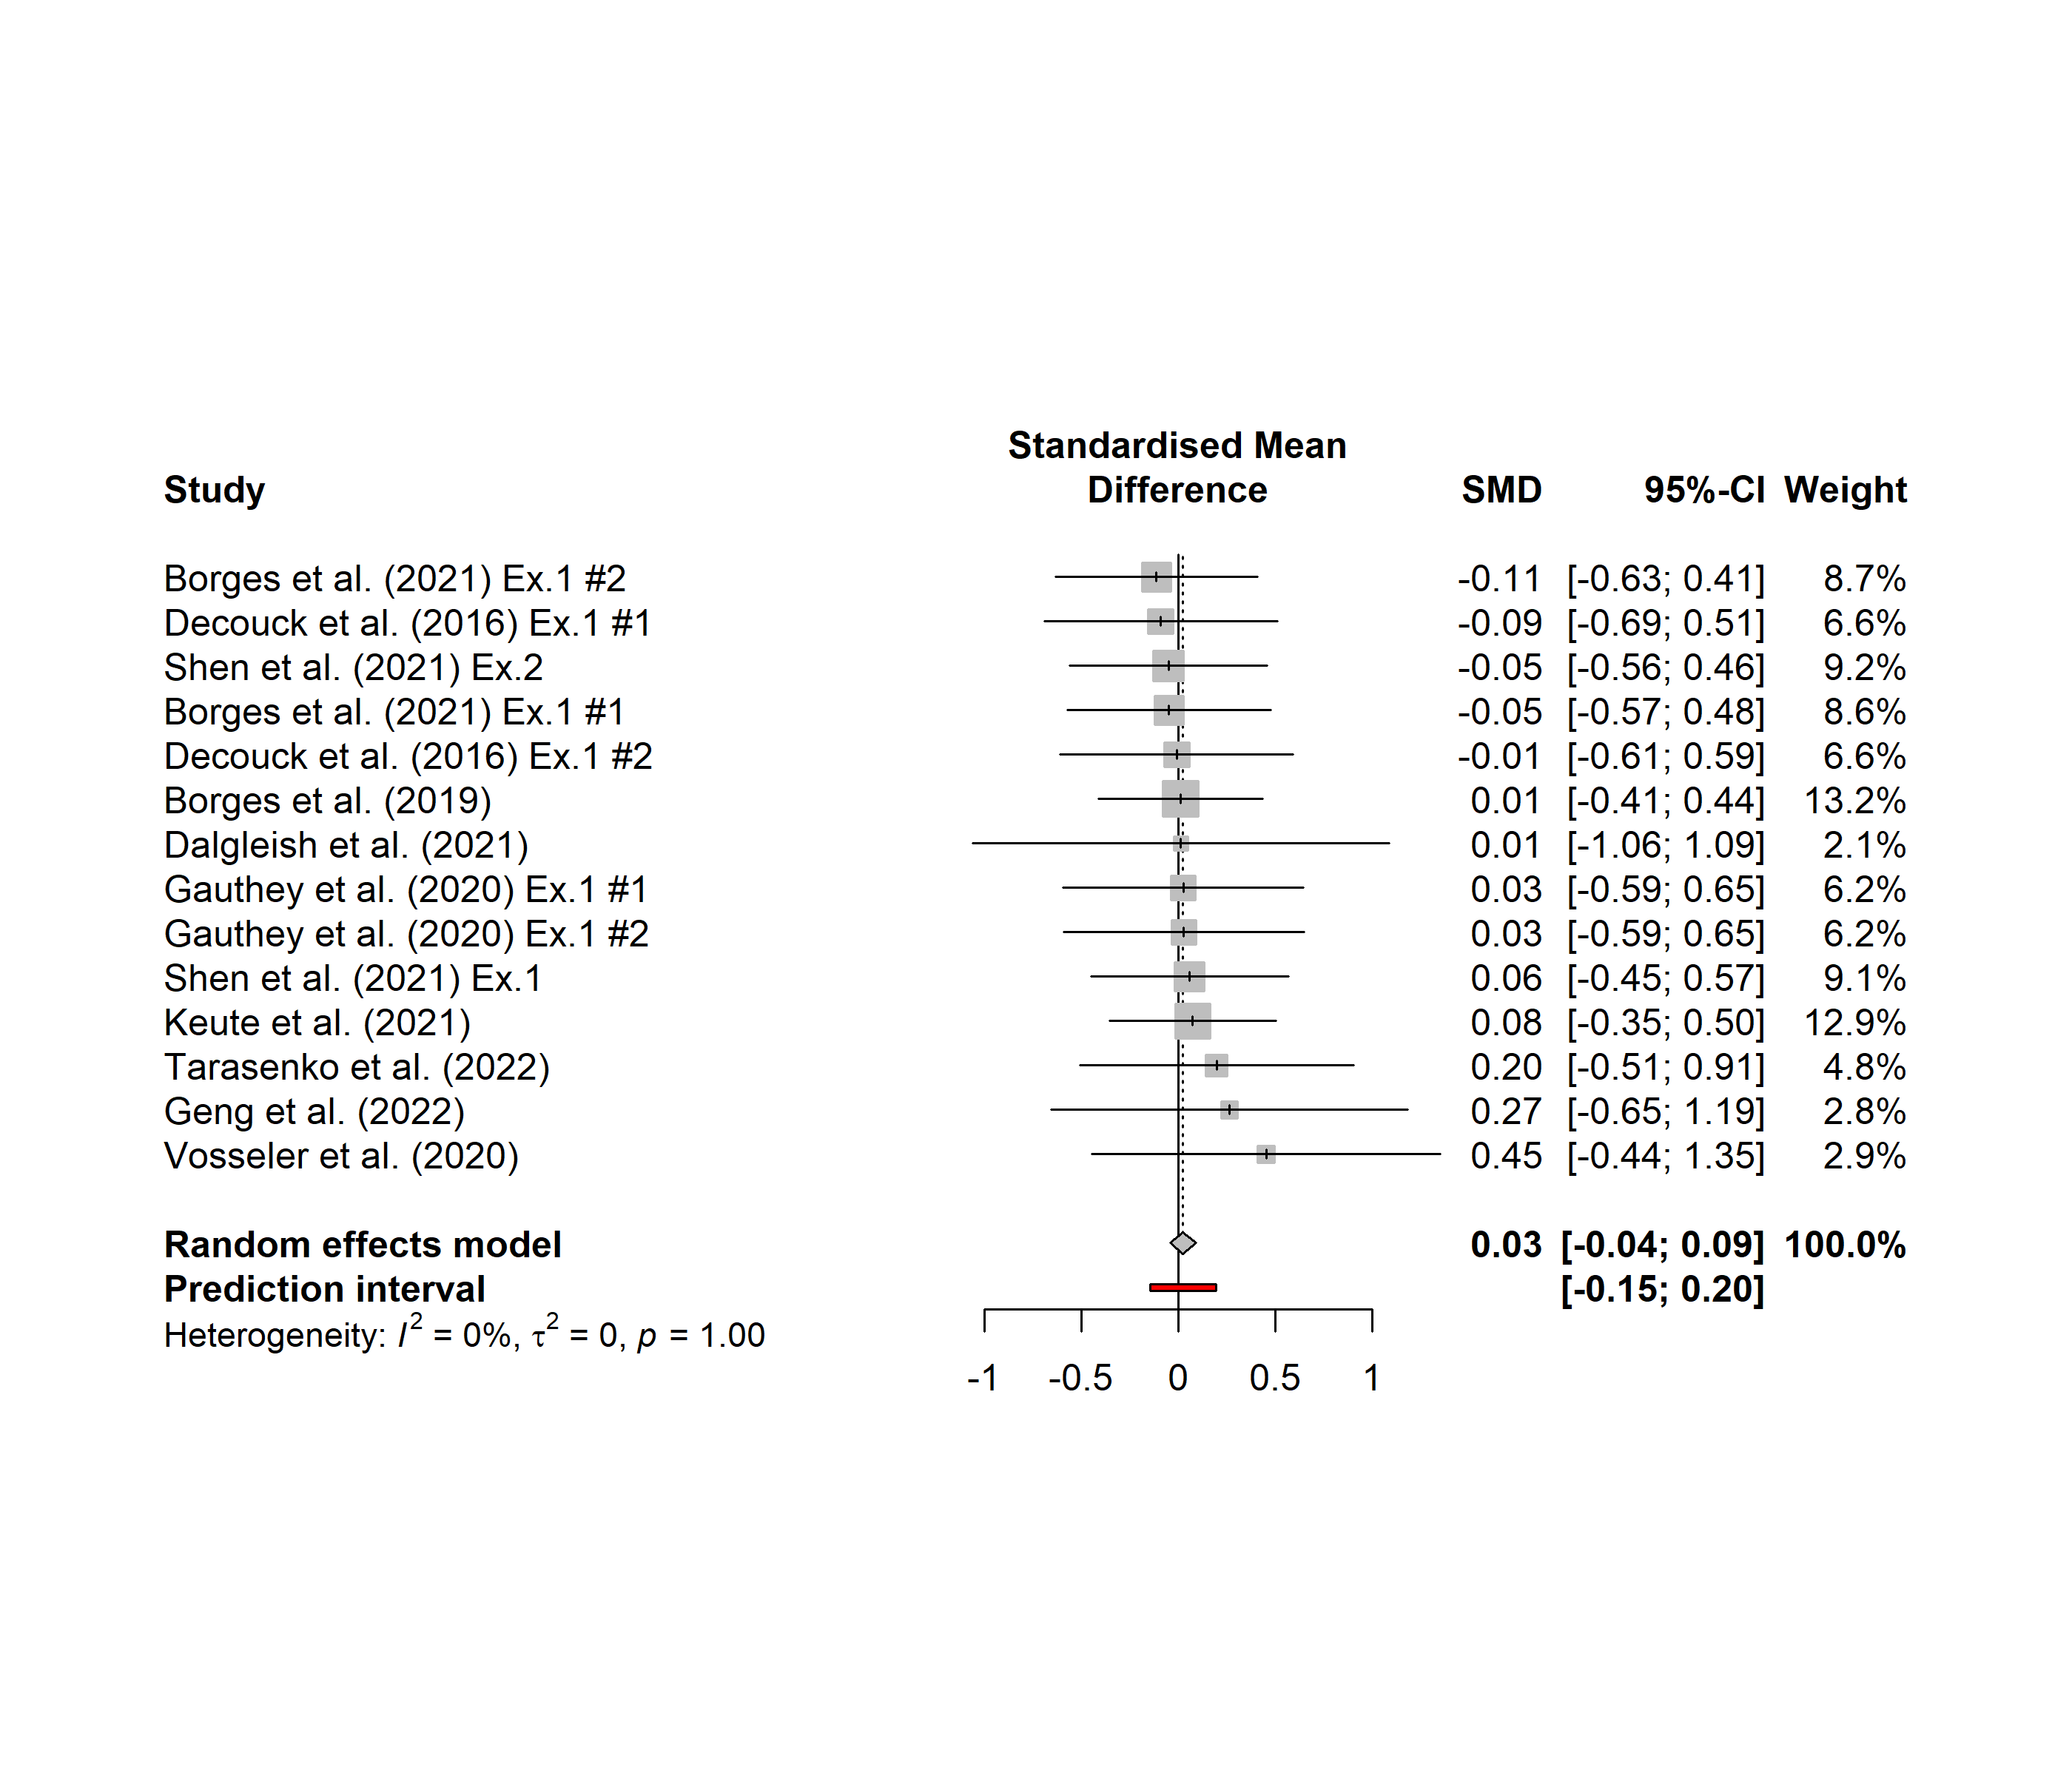 Standardised Mean
Study Difference SMD 95%-CI Weight
Borges et al. (2021) Ex.1 #2 -0.11 [-0.63; 0.41] 8.7%
Decouck et al. (2016) Ex.1 #1 -0.09 [-0.69; 0.51] 6.6%
Shen et al. (2021) Ex.2 -0.05 [-0.56; 0.46] 9.2%
Borges et al. (2021) Ex.1 #1 -0.05 [-0.57; 0.48] 8.6%
Decouck et al. (2016) Ex.1 #2 -0.01 [-0.61; 0.59] 6.6%
Borges et al. (2019) 0.01 [-0.41; 0.44] 13.2%
Dalgleish et al. (2021) 0.01 [-1.06; 1.09] 2.1%
Gauthey et al. (2020) Ex.1 #1 0.03 [-0.59; 0.65] 6.2%
Gauthey et al. (2020) Ex.1 #2 0.03 [-0.59; 0.65] 6.2%
Shen et al. (2021) Ex.1 0.06 [-0.45; 0.57] 9.1%
Keute et al. (2021) 0.08 [-0.35; 0.50] 12.9%
Tarasenko et al. (2022) 0.20 [-0.51; 0.91] 4.8%
Geng et al. (2022) 0.27 [-0.65; 1.19] 2.8%
Vosseler et al. (2020) 0.45 [-0.44; 1.35] 2.9%
Random effects model 0.03 [-0.04; 0.09] 100.0%
Prediction interval [-0.15; 0.20]
Heterogeneity: I² = 0%, τ² = 0, p = 1.00
-1 -0.5 0 0.5 1